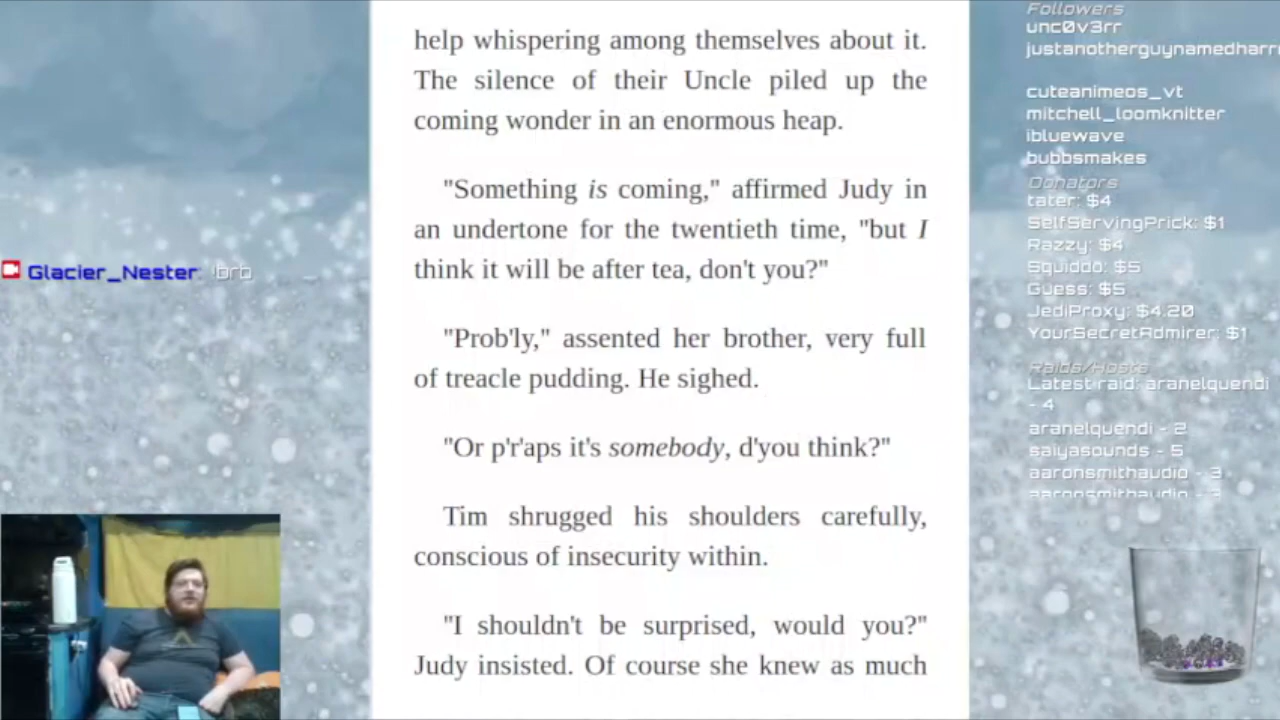 help whispering among themselves about it.
The silence of their Uncle piled up the
coming wonder in an enormous heap.
"Something is coming," affirmed Judy in
an undertone for the twentieth time, "but I
think it will be after tea, don't you?"
"Prob'ly," assented her brother, very full
of treacle pudding. He sighed.
"Or p'r'aps it's somebody, d'you think?"
Tim shrugged his shoulders carefully,
conscious of insecurity within.
"I shouldn't be surprised, would you?"
Judy insisted. Of course she knew as much
Glacier_Nester: !brb
Followers
unc0v3rr
cuteanimeos_vt
mitchell_loomknitter
ibluewave
bubbsmakes
Donators
tater: $4
SelfServingPrick: $1
Razzy: $4
Squiddo: $5
Guess: $5
JediProxy: $4.20
YourSecretAdmirer: $1
Raids/Hosts
Latest raid: aranelquendi
- 4
aranelquendi - 2
saiyasounds - 5
aaronsmithaudio - 3